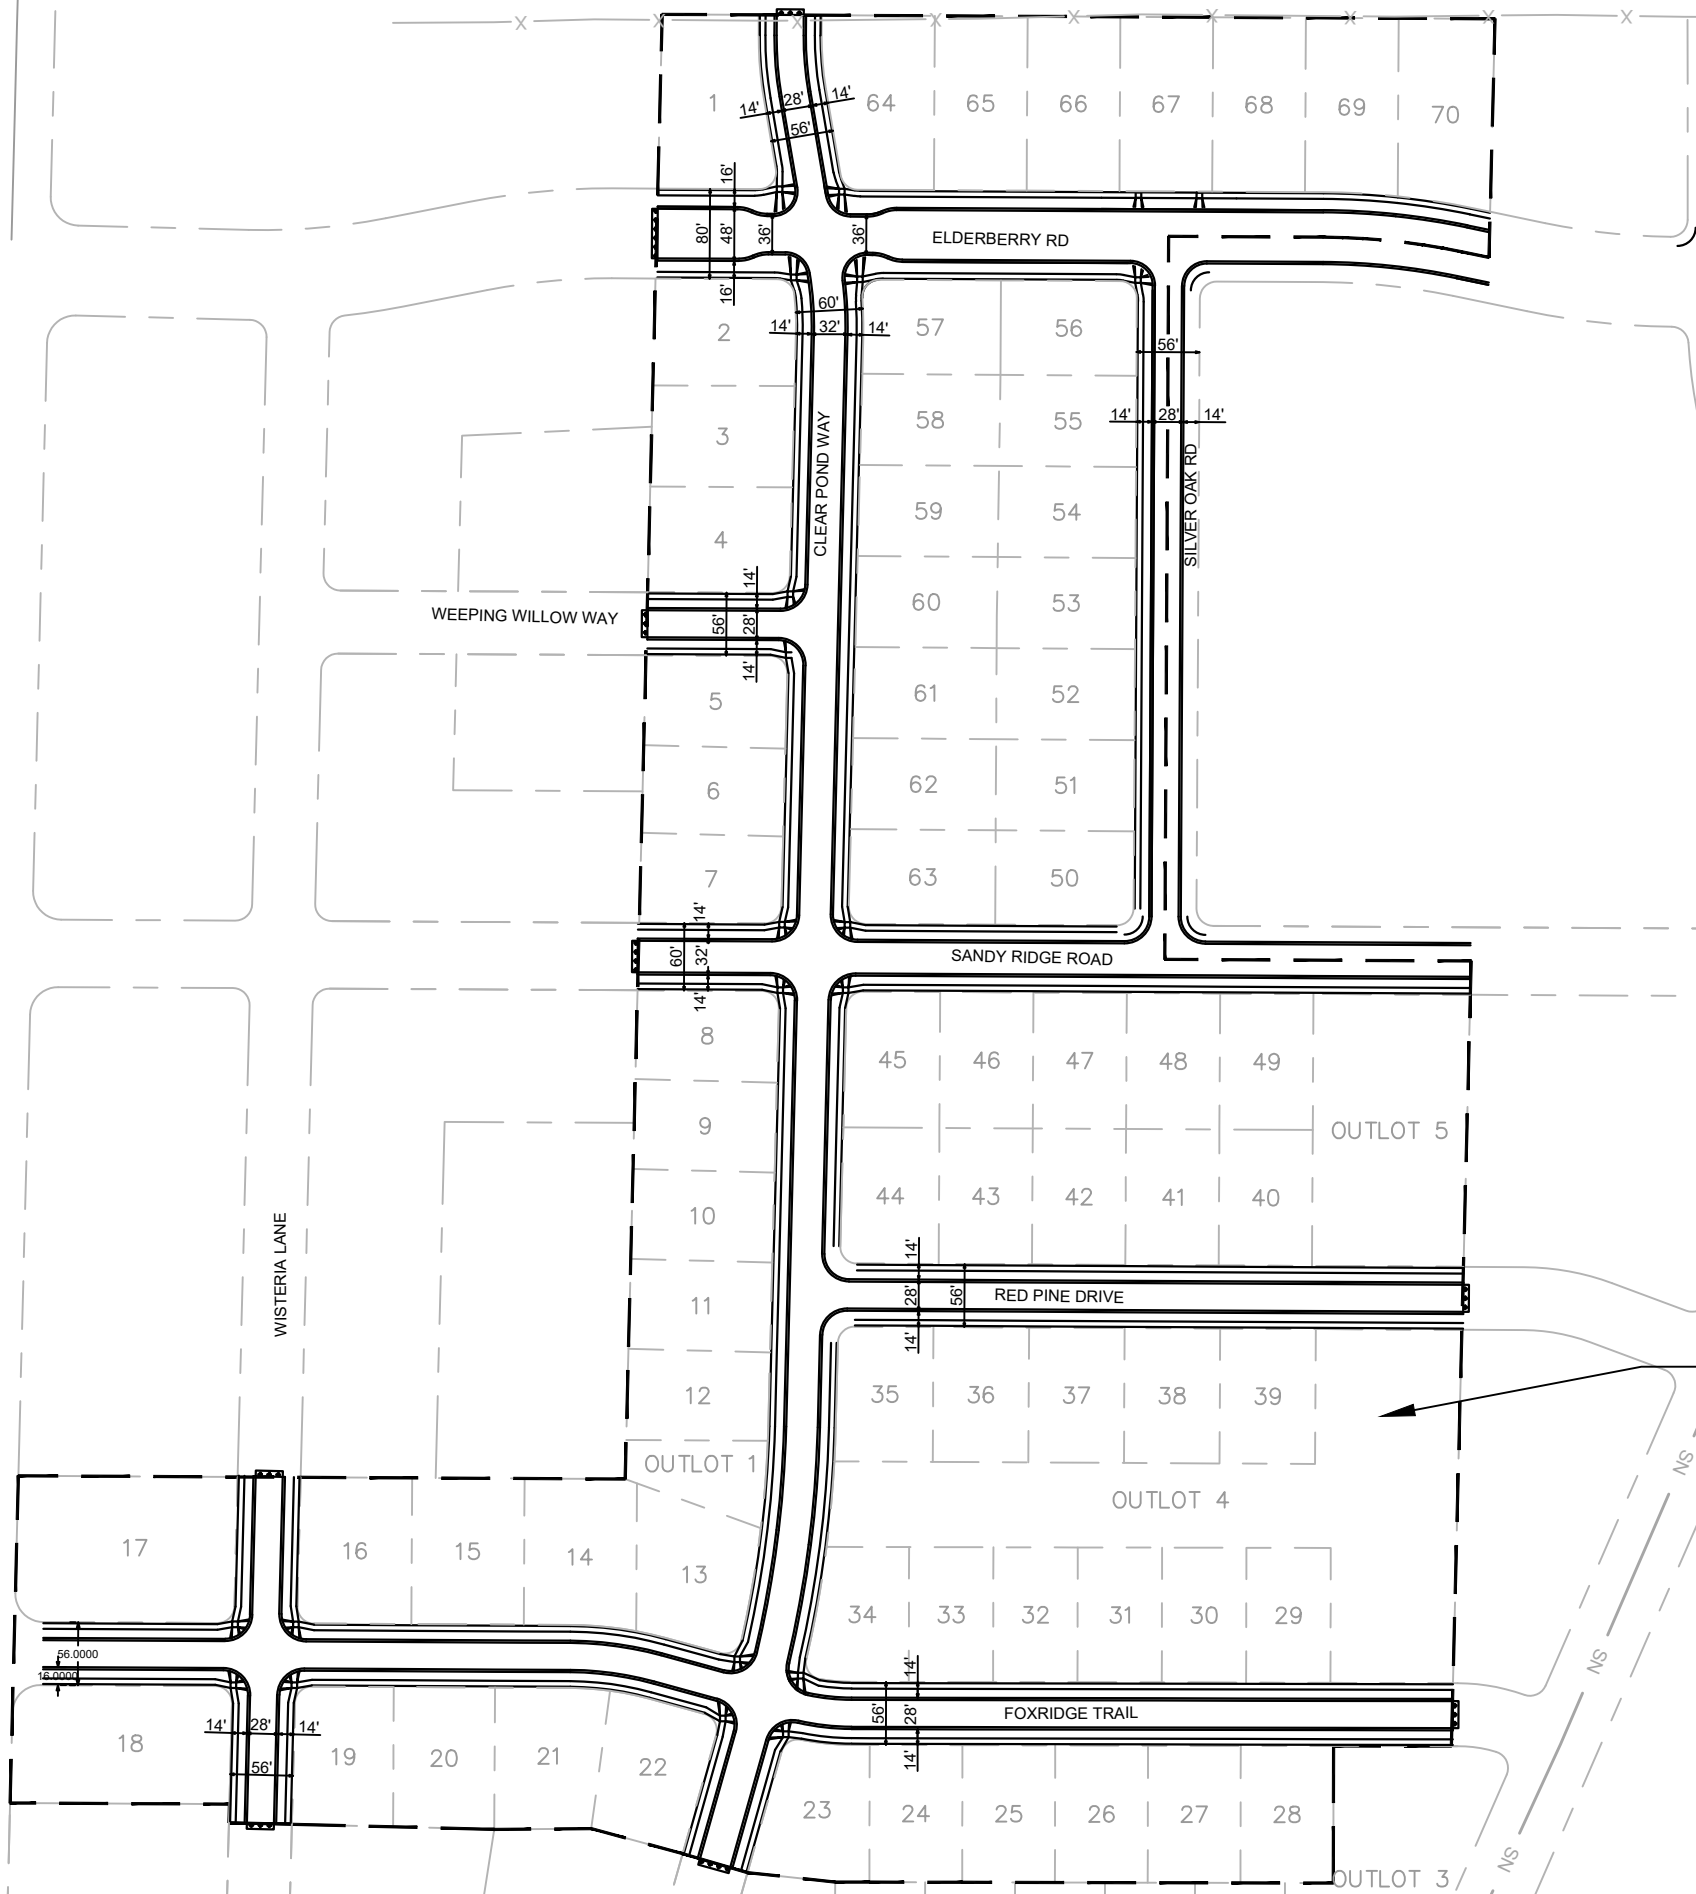 X X X X X X X X X
1 64 65 66 67 68 69 70
14' 28' 14'
56'
16'
80' 48' 36' 36'
ELDERBERRY RD
16'
60'
14' 32' 14'
2 57 56
56'
3 58 55
14' 28' 14'
CLEAR POND WAY
SILVER OAK RD
4 59 54
14'
WEEPING WILLOW WAY
56' 28'
14'
60 53
5 61 52
6 62 51
7 63 50
14'
60' 32'
14'
SANDY RIDGE ROAD
8 45 46 47 48 49
9
OUTLOT 5
10 44 43 42 41 40
WISTERIA LANE
14'
28' 56'
14'
RED PINE DRIVE
11
12 35 36 37 38 39
OUTLOT 1
OUTLOT 4
17 16 15 14 13
34 33 32 31 30 29
SN
SN
SN
56.0000
16.0000
14'
56' 28'
14'
FOXRIDGE TRAIL
14' 28' 14'
56'
18 19 20 21 22
23 24 25 26 27 28
OUTLOT 3